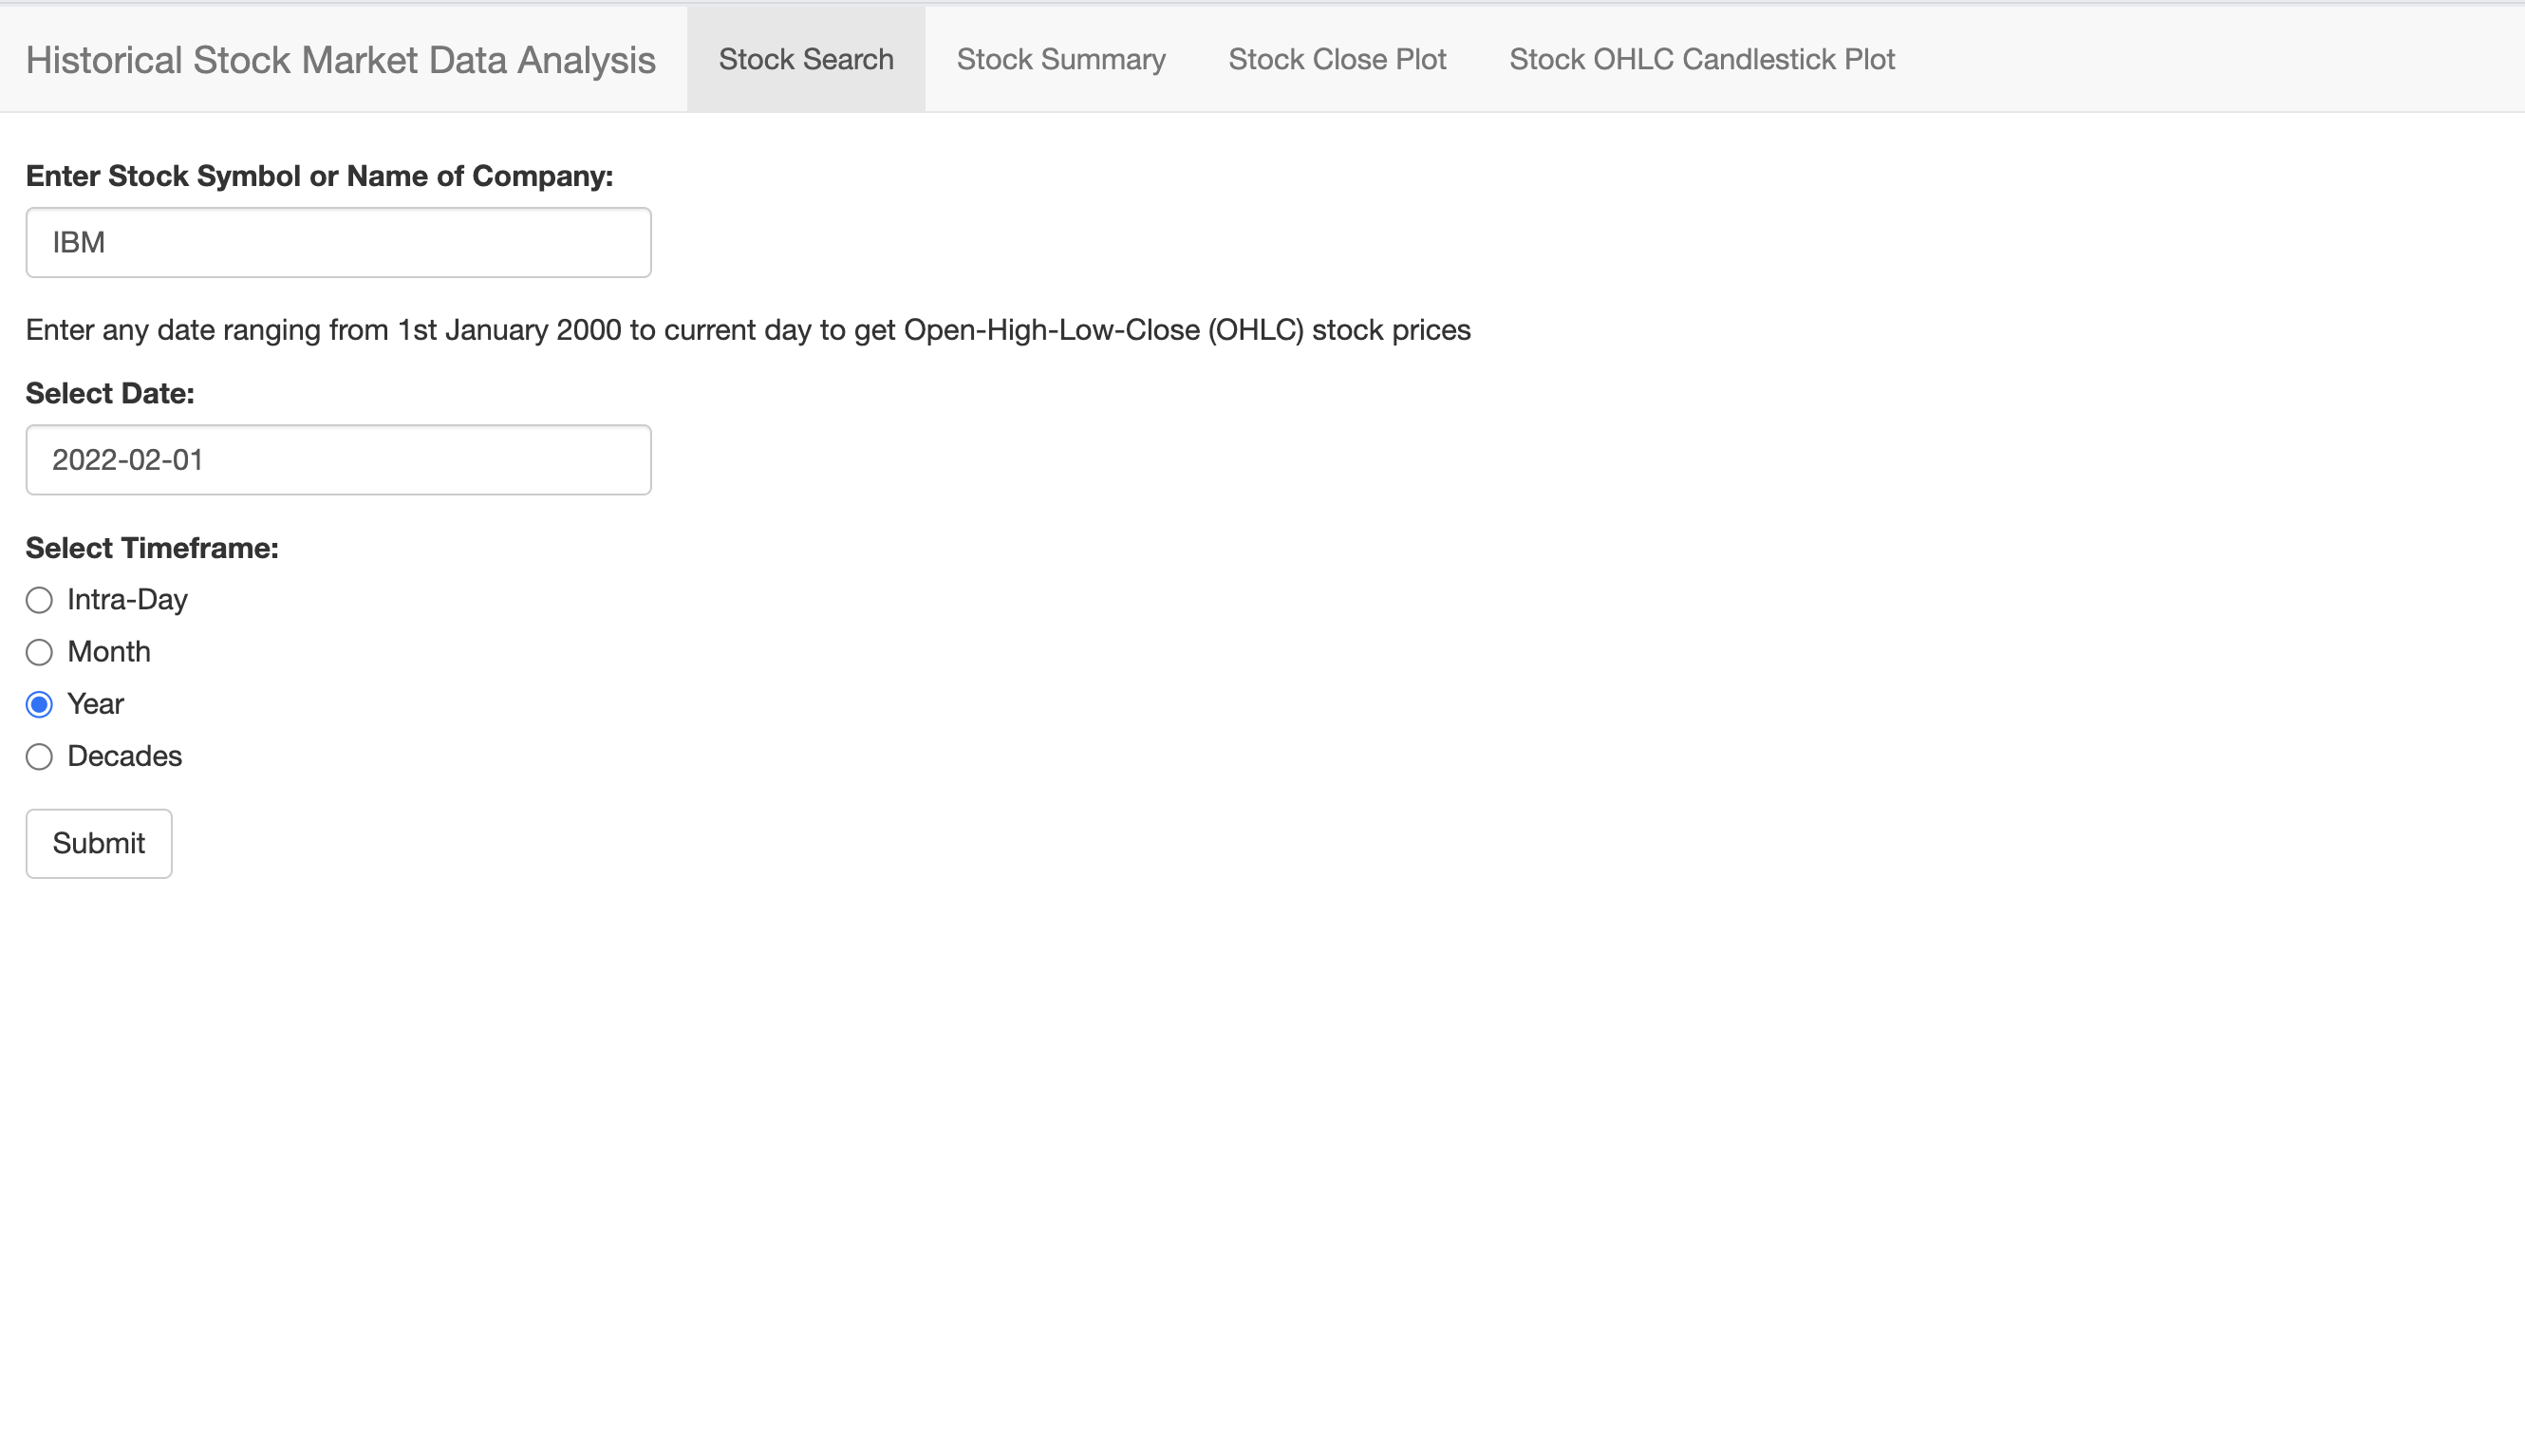 Historical Stock Market Data Analysis Stock Search Stock Summary Stock Close Plot Stock OHLC Candlestick Plot
Enter Stock Symbol or Name of Company:
IBM
Enter any date ranging from 1st January 2000 to current day to get Open-High-Low-Close (OHLC) stock prices
Select Date:
2022-02-01
Select Timeframe:
Intra-Day
Month
Year
Decades
Submit